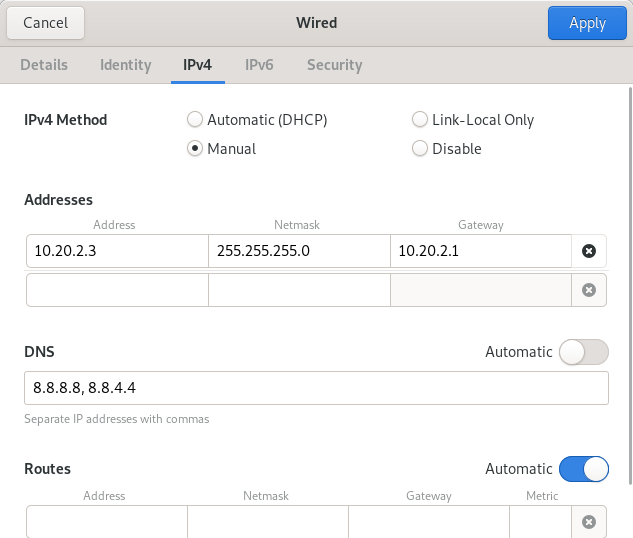 Cancel Wired Apply
Details Identity IPv4 IPv6 Security
IPv4 Method Automatic (DHCP) Link-Local Only
Manual Disable
Addresses
Address Netmask Gateway
10.20.2.3 255.255.255.0 10.20.2.1
DNS Automatic
8.8.8.8, 8.8.4.4
Separate IP addresses with commas
Routes Automatic
Address Netmask Gateway Metric